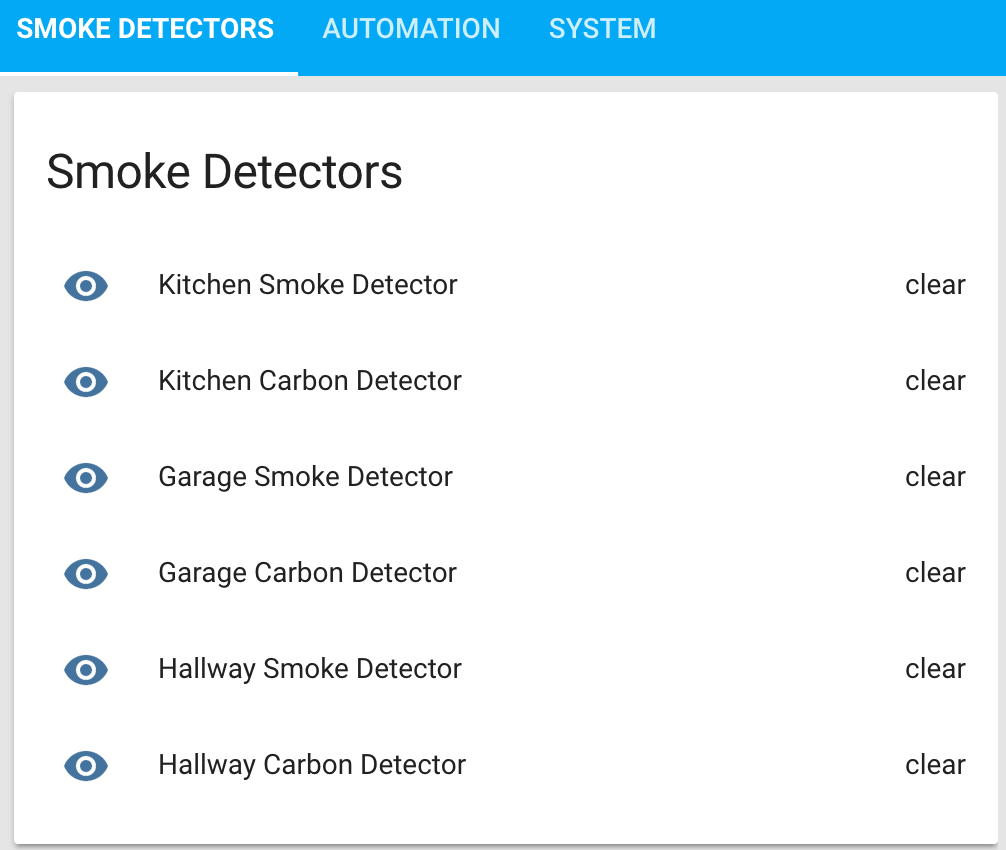 SMOKE DETECTORS AUTOMATION SYSTEM
Smoke Detectors
Kitchen Smoke Detector clear
Kitchen Carbon Detector clear
Garage Smoke Detector clear
Garage Carbon Detector clear
Hallway Smoke Detector clear
Hallway Carbon Detector clear